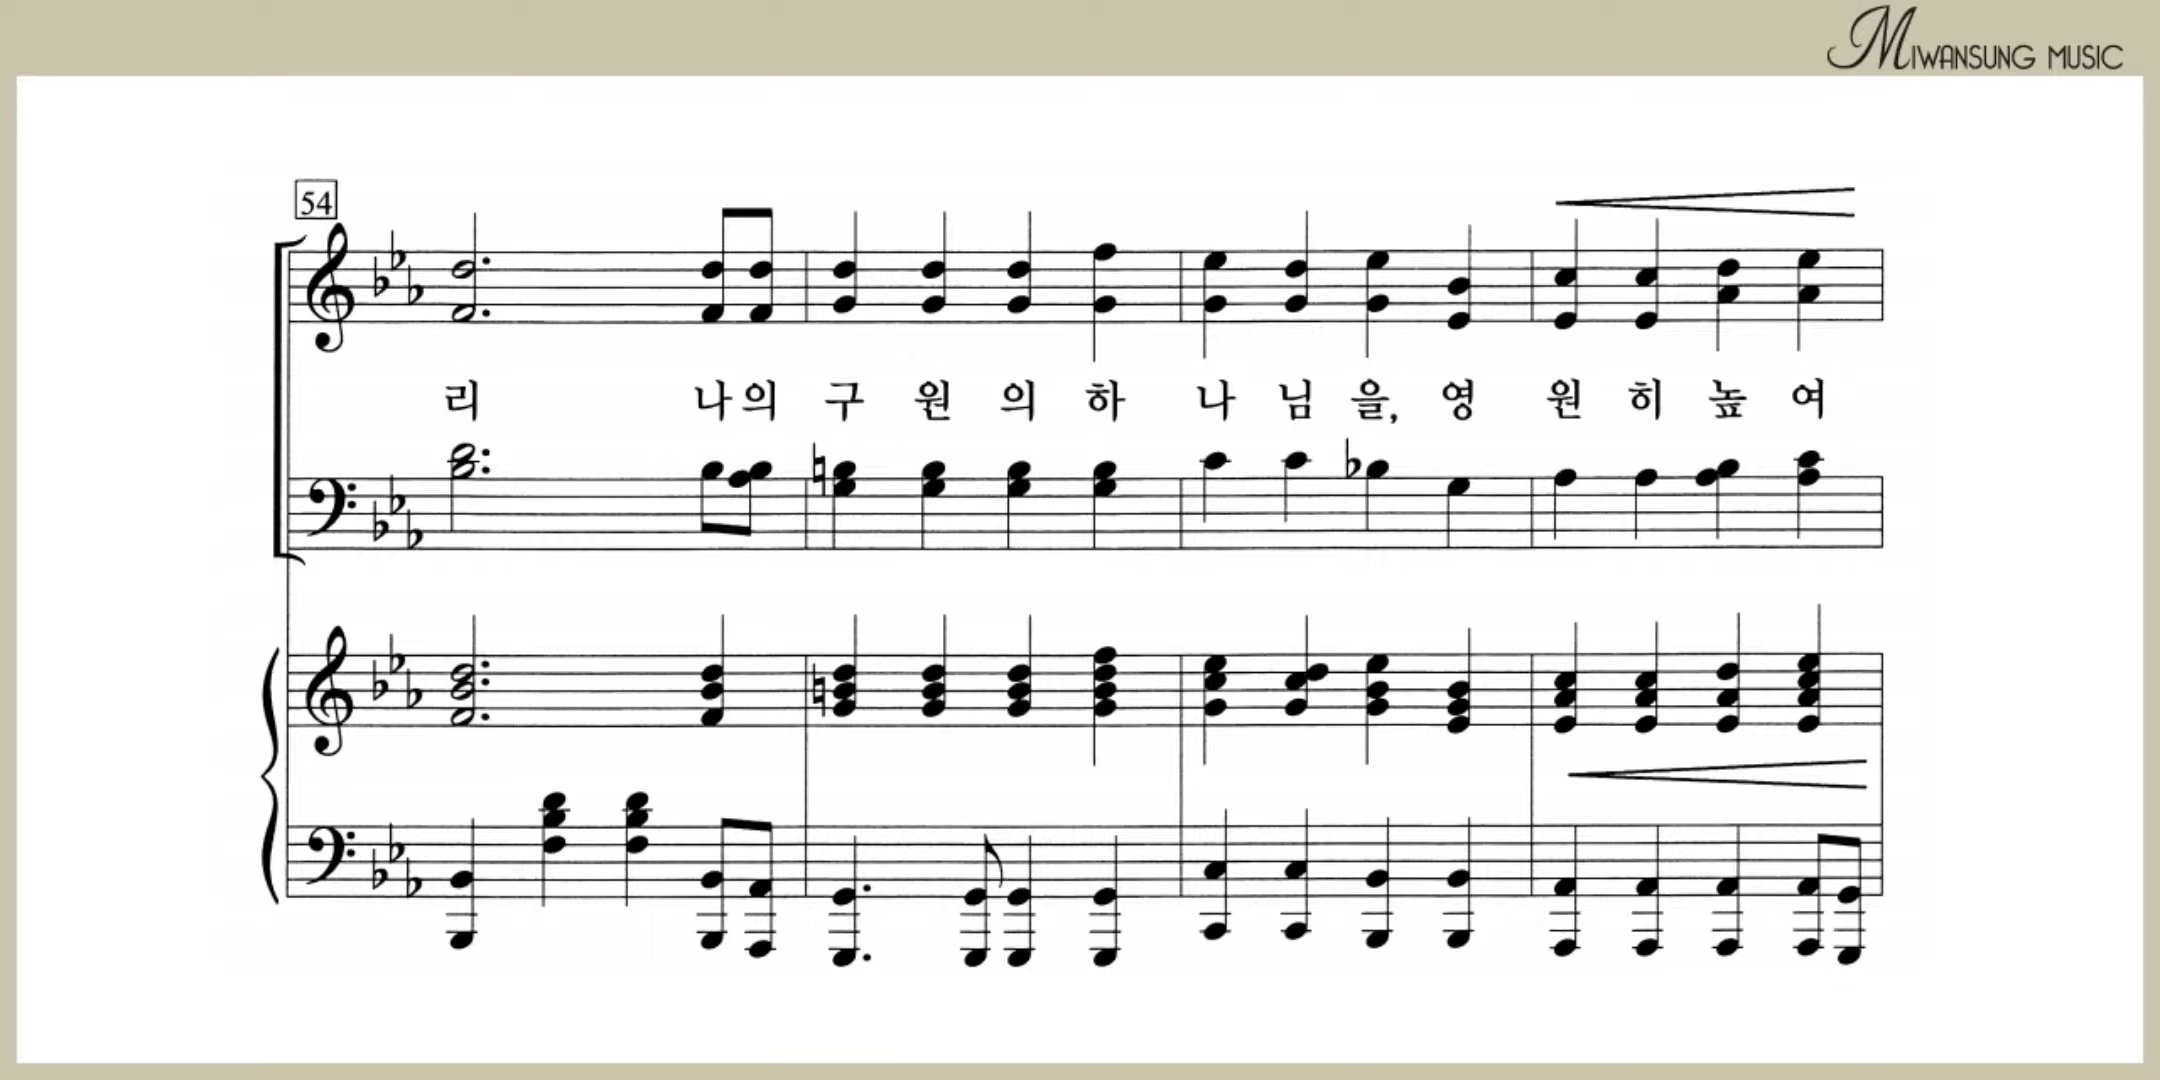 MIWANSUNG MUSIC
54
리 나의 구 원 의 하 나 님 을, 영 원 히 높 여